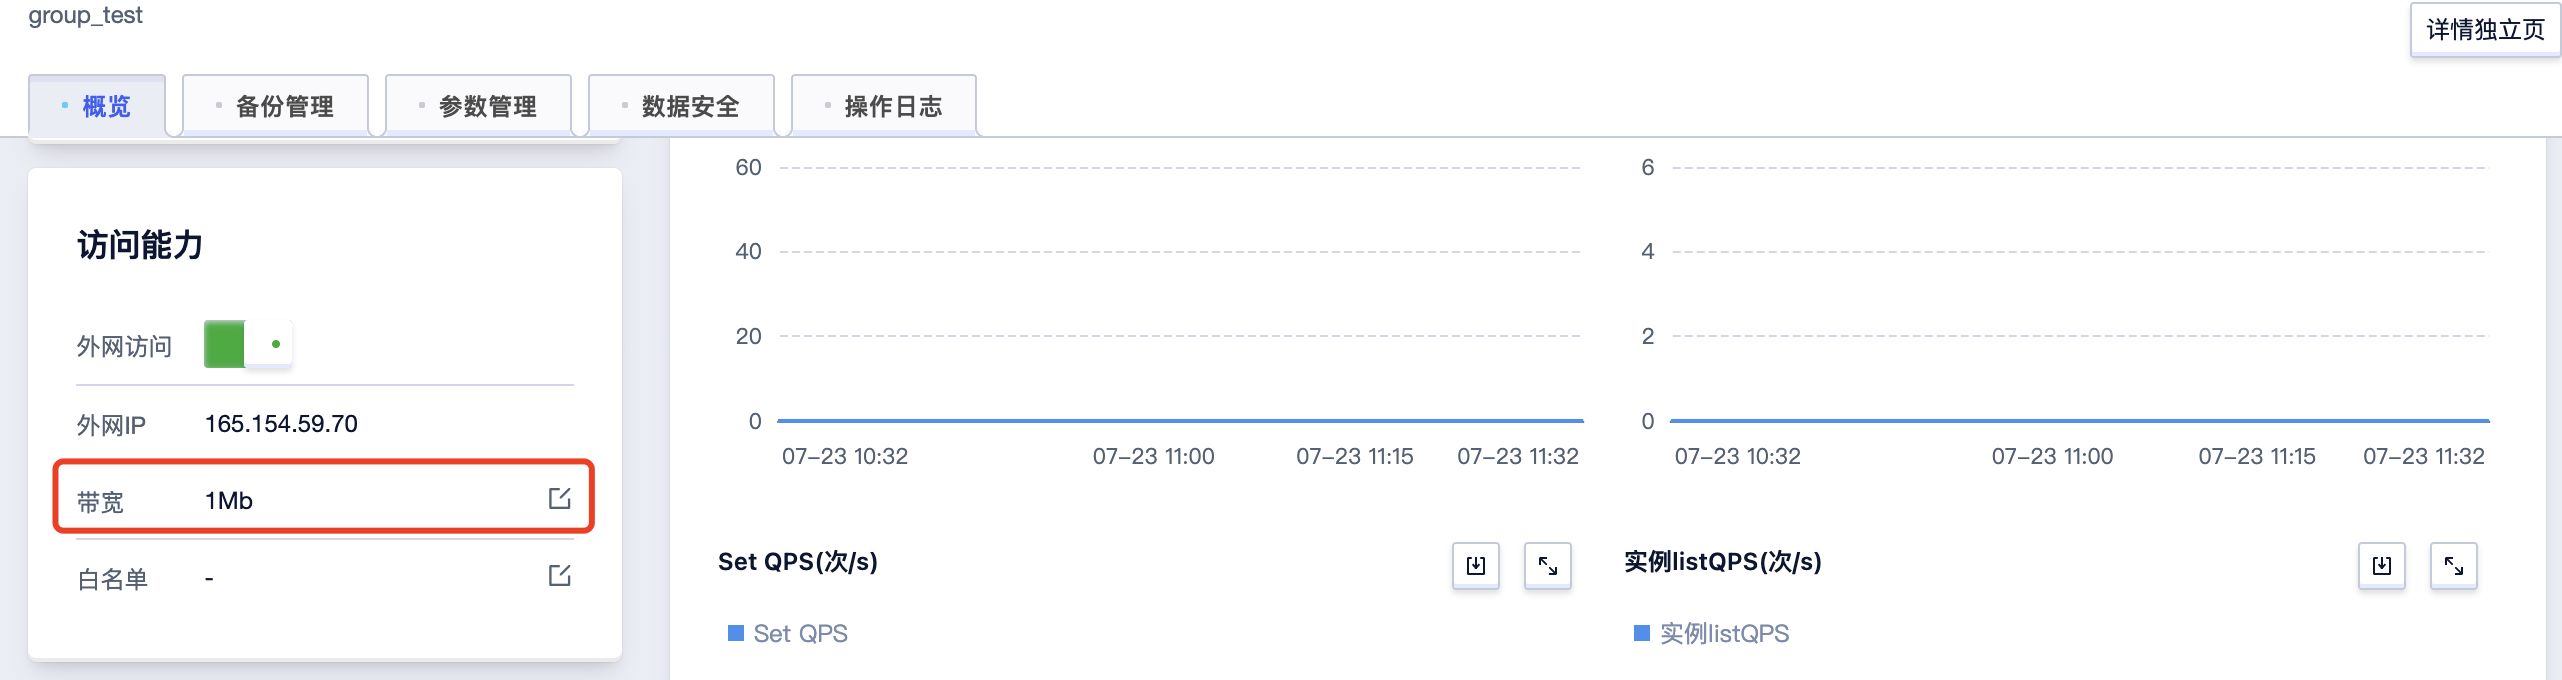 group_test
详情独立页
概览
备份管理
参数管理
数据安全
操作日志
访问能力
外网访问
外网IP
165.154.59.70
带宽
1Mb
白名单
-
60
40
20
0
07-23 10:32
07-23 11:00
07-23 11:15
07-23 11:32
6
4
2
0
07-23 10:32
07-23 11:00
07-23 11:15
07-23 11:32
Set QPS(次/s)
Set QPS
实例listQPS(次/s)
实例listQPS